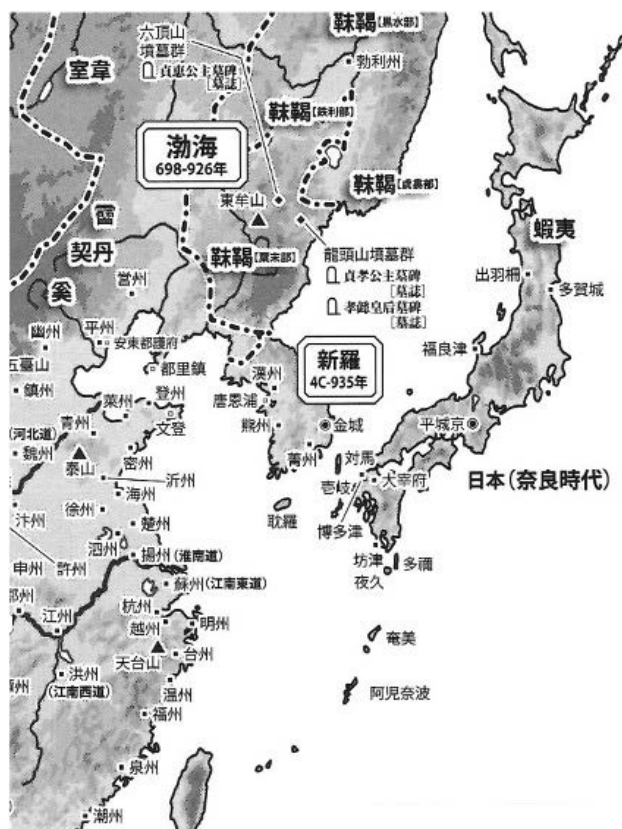 六頂山
墳墓群
貞恵公主墓碑
[墓誌]
靺鞨【黒水部】
勃利州
室韋
靺鞨【鉄利部】
渤海
698-926年
東牟山
靺鞨【虞婁部】
霫
契丹
靺鞨【粟末部】
龍頭山墳墓群
貞孝公主墓碑
[墓誌]
孝懿皇后墓碑
[墓誌]
蝦夷
出羽柵
多賀城
奚
営州
幽州
平州
安東都護府
五臺山
都里鎮
鎮州
登州
萊州
文登
青州
(河北道)
魏州
泰山
密州
沂州
新羅
4C-935年
漢州
唐恩浦
熊州
金城
菁州
福良津
平城京
対馬
大宰府
壱岐
日本(奈良時代)
博多津
耽羅
坊津
多禰
夜久
海州
徐州
汴州
楚州
泗州
揚州(淮南道)
申州
許州
蘇州(江南東道)
杭州
江州
越州
明州
天台山
台州
洪州
(江南西道)
温州
福州
泉州
潮州
奄美
阿児奈波